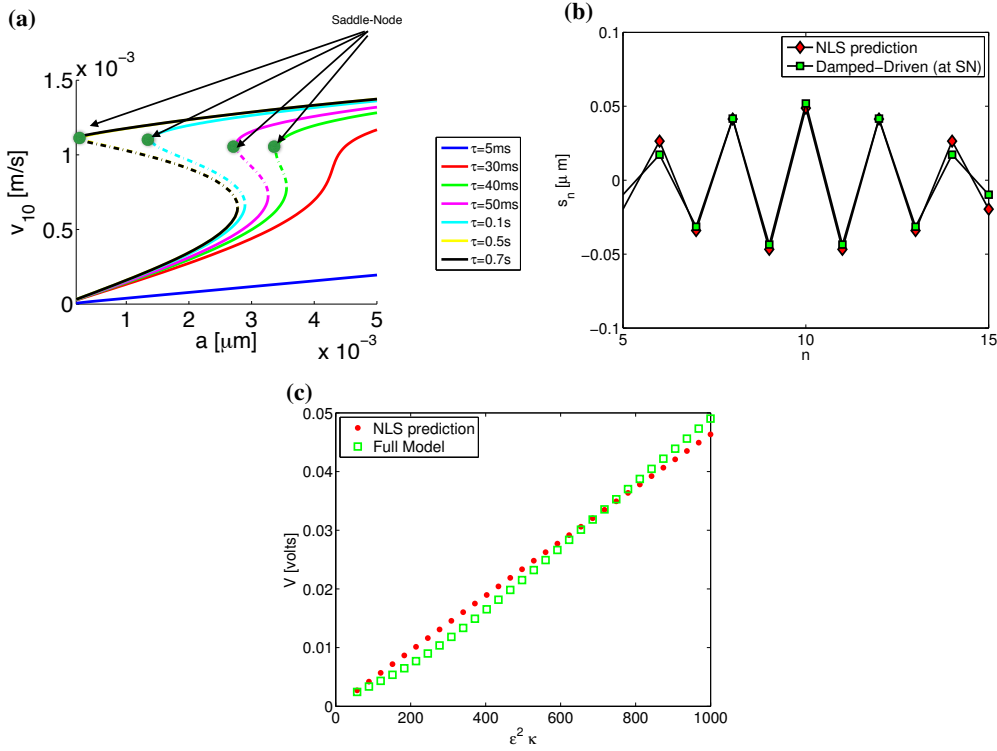 (a)
Saddle-Node
× 10⁻³
1.5
1
0.5
0
v₁₀ [m/s]
1 2 3 4 5
a [μm]
× 10⁻³
τ=5ms
τ=30ms
τ=40ms
τ=50ms
τ=0.1s
τ=0.5s
τ=0.7s
(b)
0.1
0.05
0
−0.05
−0.1
sₙ [μ m]
NLS prediction
Damped−Driven (at SN)
5 10 15
n
(c)
0.05
0.04
0.03
0.02
0.01
0
V [volts]
NLS prediction
Full Model
0 200 400 600 800 1000
ε² κ